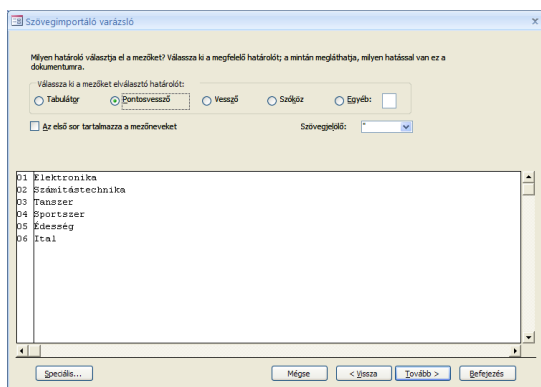 Szövegimportáló varázsló
Milyen határoló választja el a mezőket? Válassza ki a megfelelő határolót; a mintán megláthatja, milyen hatással van ez a
dokumentumra.
Válassza ki a mezőket elválasztó határolót:
Tabulátor Pontosvessző Vessző Szóköz Egyéb:
Az első sor tartalmazza a mezőneveket Szövegjelölő: "
01 Elektronika
02 Számítástechnika
03 Tanszer
04 Sportszer
05 Édesség
06 Ital
Speciális... Mégse < Vissza Tovább > Befejezés